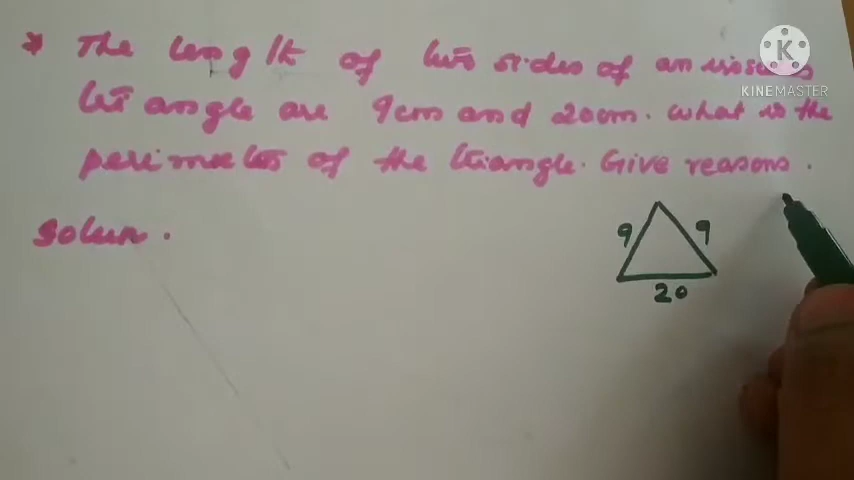 * The length of two sides of an isosceles
triangle are 9cm and 20cm. what is the
perimeter of the triangle. Give reasons.
Solun.
9 9
20
K
KINEMASTER